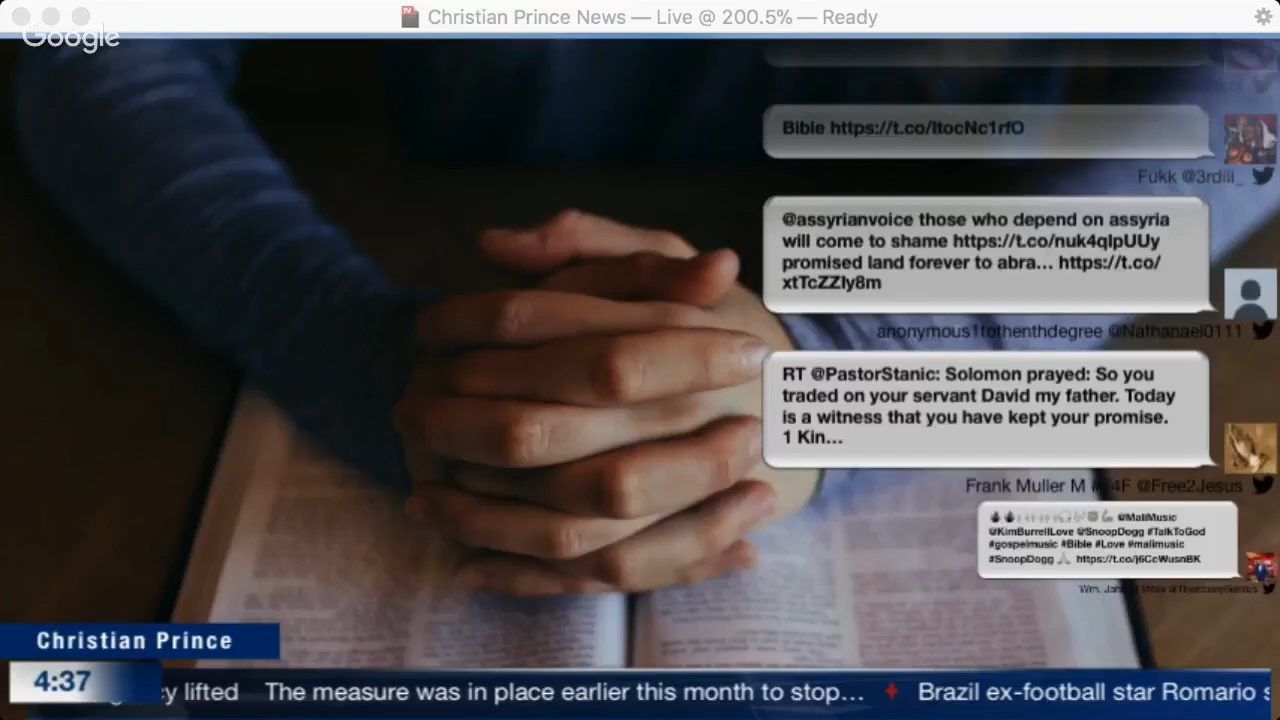 Christian Prince News — Live @ 200.5% — Ready
Google
Bible https://t.co/ltocNc1rfO
Fukk @3rdiii_
@assyrianvoice those who depend on assyria
will come to shame https://t.co/nuk4qlpUUy
promised land forever to abra... https://t.co/
xtTcZZIy8m
anonymous1tothenthdegree @Nathanael0111
RT @PastorStanic: Solomon prayed: So you
traded on your servant David my father. Today
is a witness that you have kept your promise.
1 Kin...
Frank Muller M @Free2Jesus
@MaliMusic
@KimBurrellLove @SnoopDogg #TalkToGod
#gospelmusic #Bible #Love #malimusic
#SnoopDogg https://t.co/j6CcWusnBK
Christian Prince
4:37
cy lifted The measure was in place earlier this month to stop... Brazil ex-football star Romario s